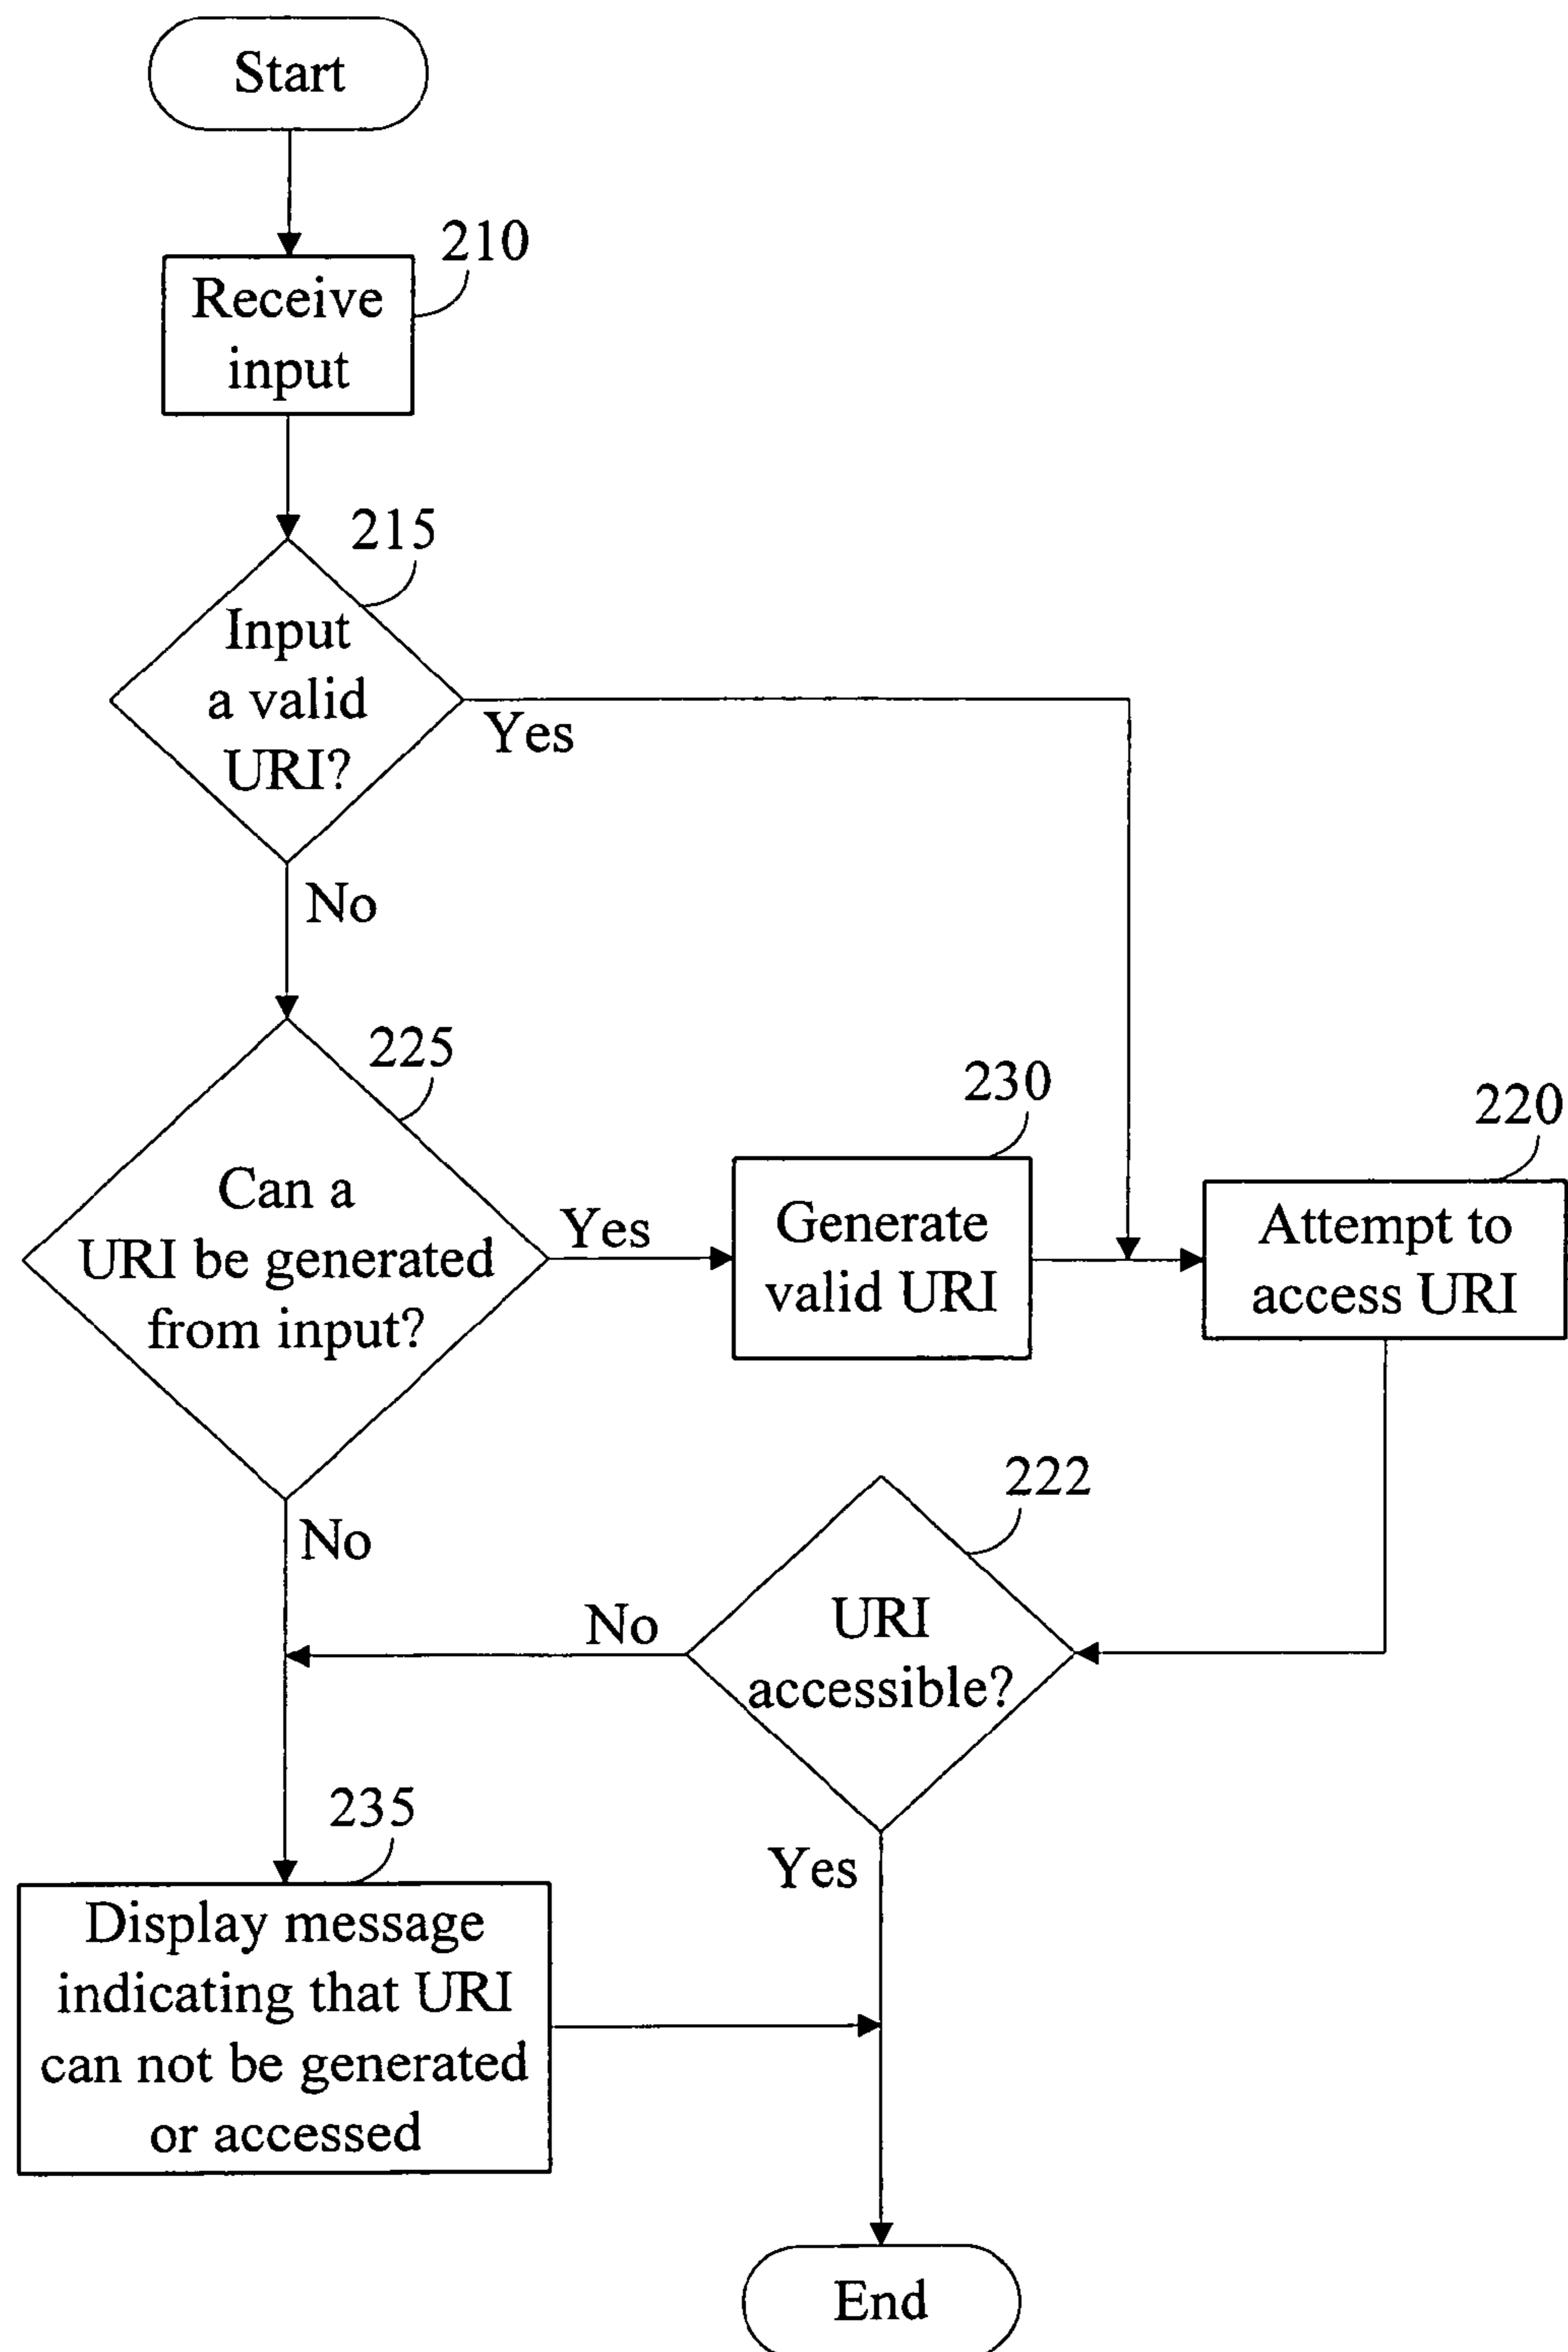 Start
210
Receive
input
215
Input
a valid
URI?
Yes
No
225
Can a
URI be generated
from input?
Yes
230
Generate
valid URI
220
Attempt to
access URI
No
222
URI
accessible?
No
Yes
235
Display message
indicating that URI
can not be generated
or accessed
End